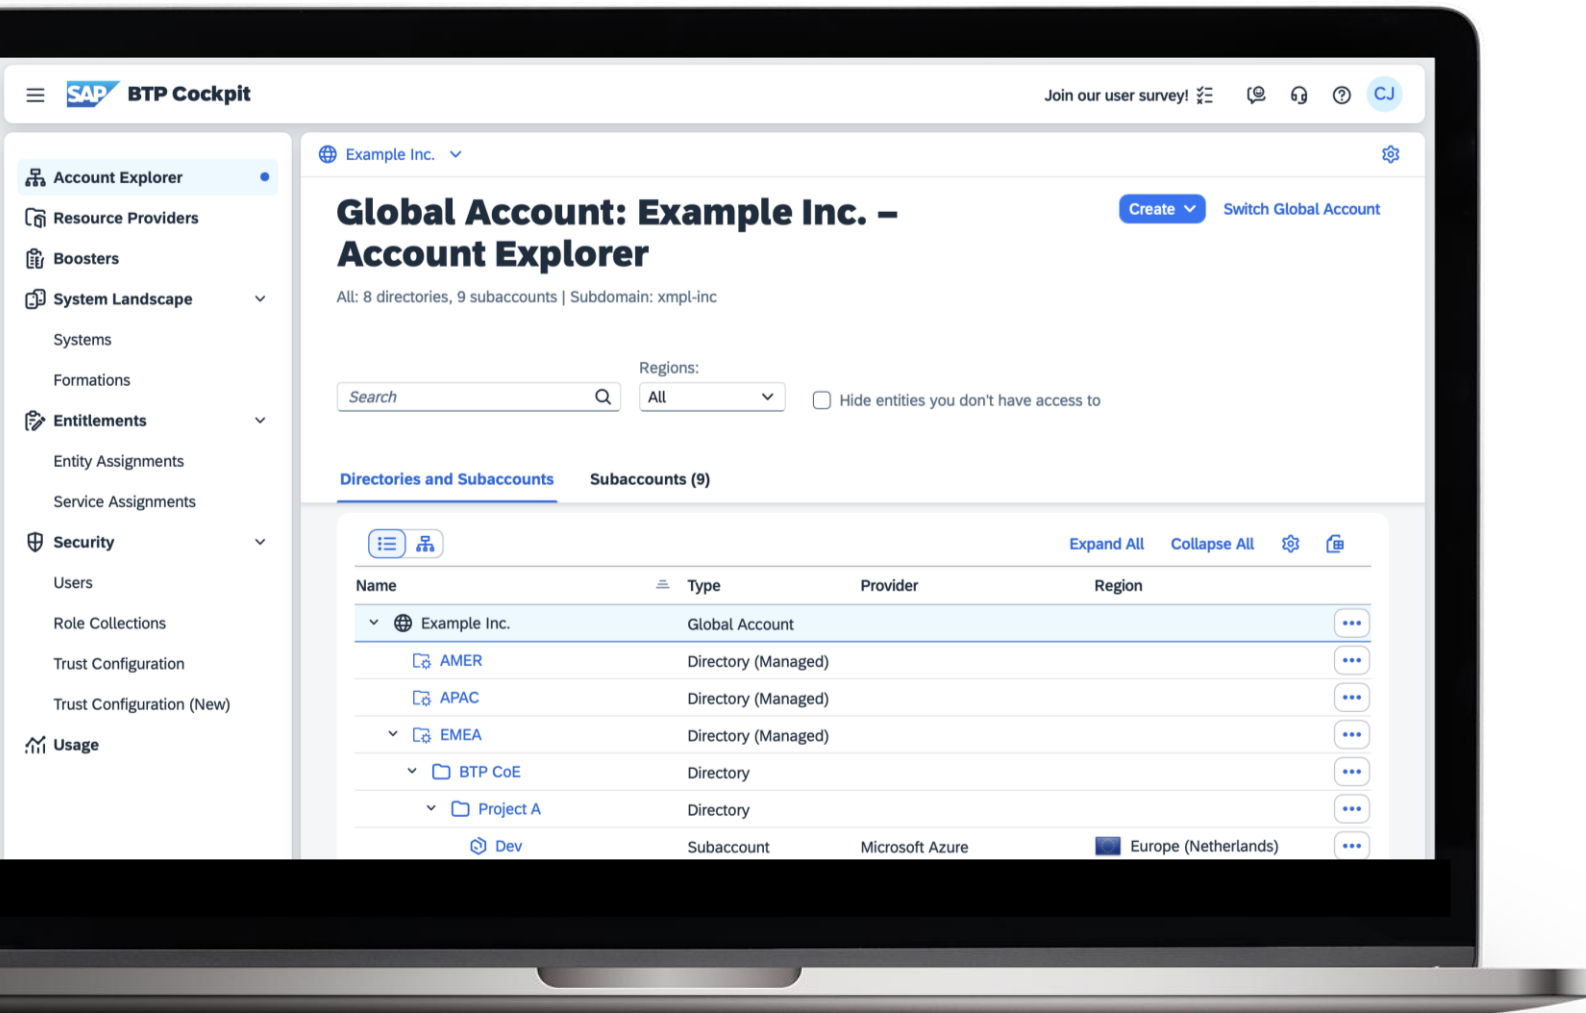 SAP BTP Cockpit
Join our user survey!
CJ
Account Explorer
Resource Providers
Boosters
System Landscape
Systems
Formations
Entitlements
Entity Assignments
Service Assignments
Security
Users
Role Collections
Trust Configuration
Trust Configuration (New)
Usage
Example Inc.
Global Account: Example Inc. –
Account Explorer
Create
Switch Global Account
All: 8 directories, 9 subaccounts | Subdomain: xmpl-inc
Regions:
Search
All
Hide entities you don't have access to
Directories and Subaccounts
Subaccounts (9)
Expand All
Collapse All
Name Type Provider Region
Example Inc. Global Account
AMER Directory (Managed)
APAC Directory (Managed)
EMEA Directory (Managed)
BTP CoE Directory
Project A Directory
Dev Subaccount Microsoft Azure Europe (Netherlands)